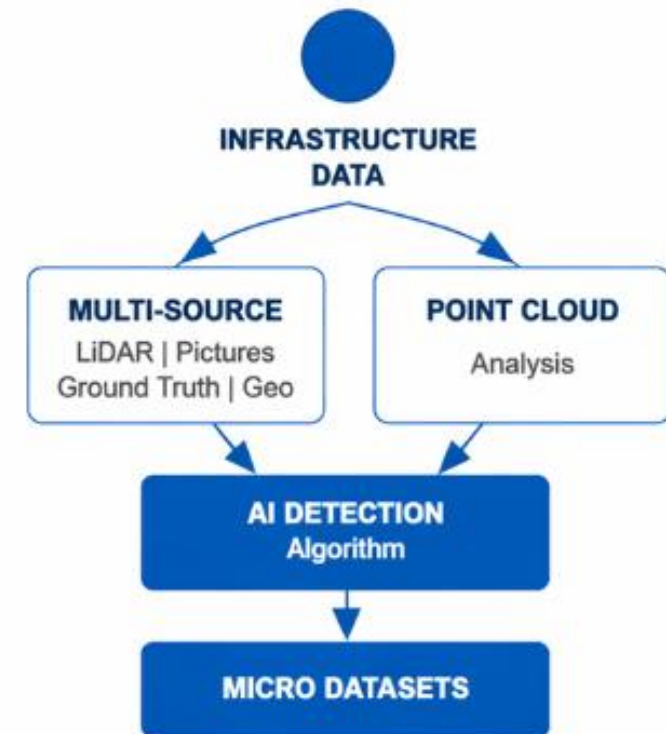 INFRASTRUCTURE
DATA
MULTI-SOURCE
LiDAR | Pictures
Ground Truth | Geo
POINT CLOUD
Analysis
AI DETECTION
Algorithm
MICRO DATASETS